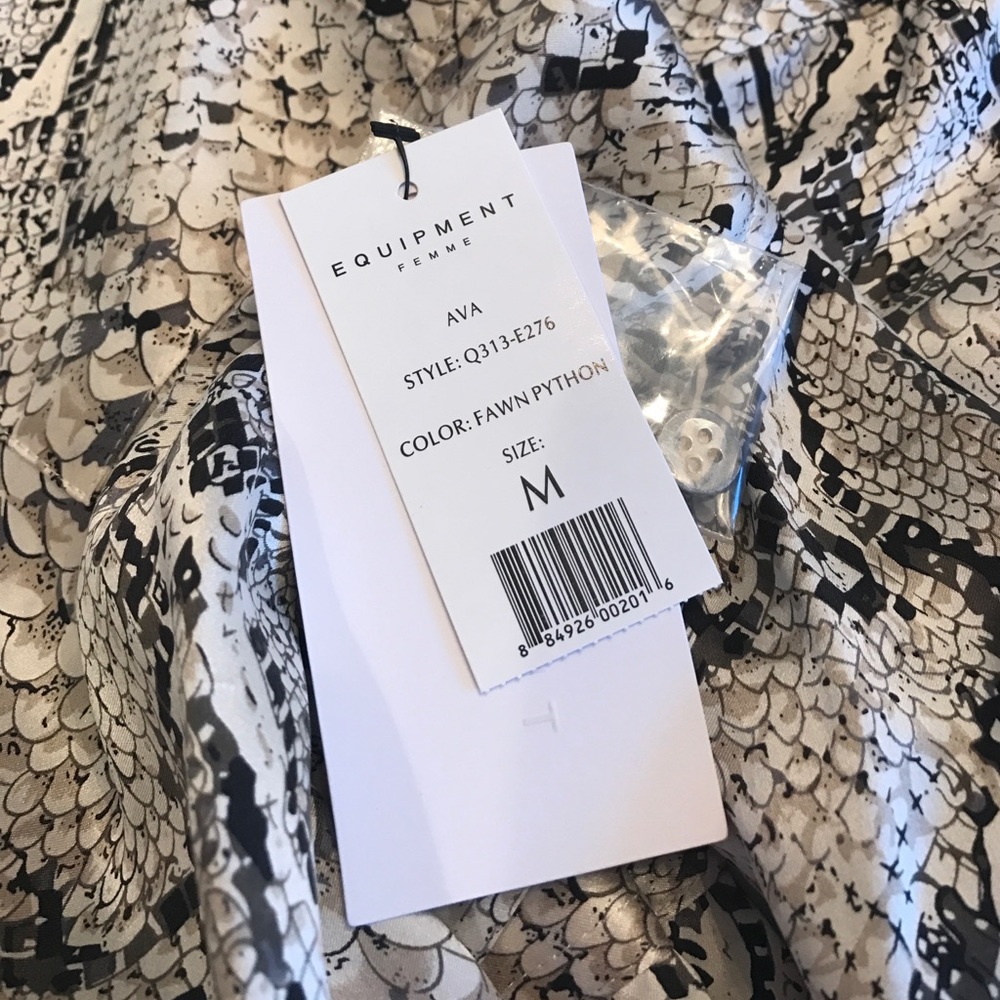 EQUIPMENT
FEMME
AVA
STYLE: Q313-E276
COLOR: FAWN PYTHON
SIZE:
M
8 84926 00201 6
T